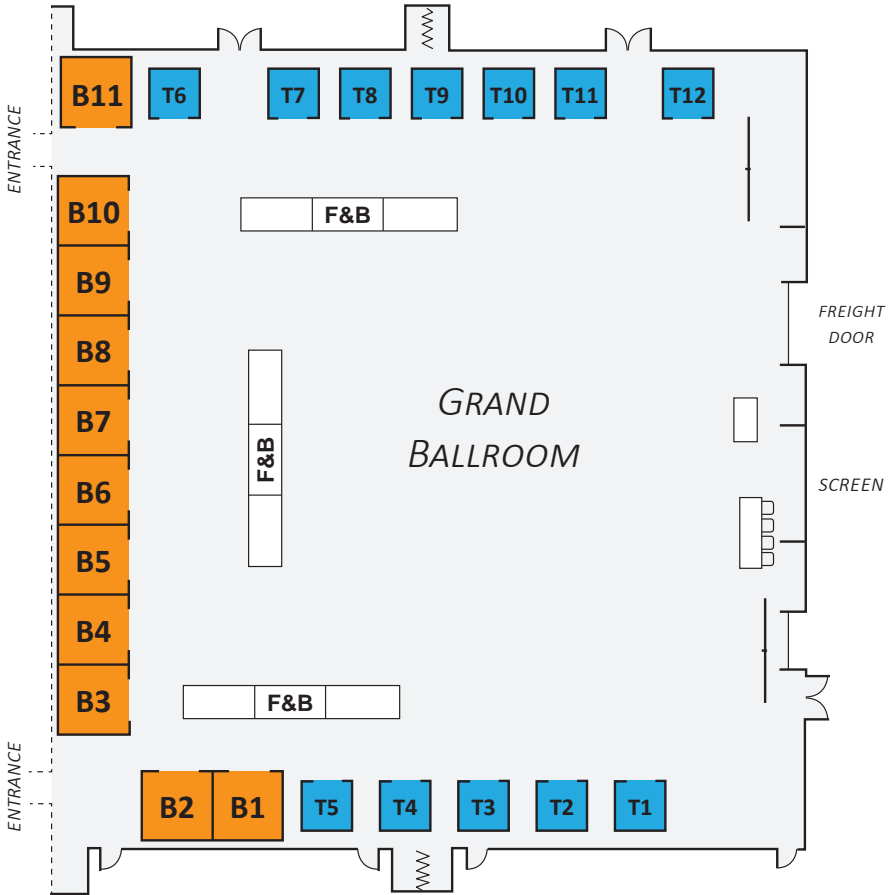 B11
T6
T7
T8
T9
T10
T11
T12
ENTRANCE
B10
F&B
B9
FREIGHT
DOOR
B8
GRAND
BALLROOM
B7
F&B
B6
SCREEN
B5
B4
B3
F&B
ENTRANCE
B2
B1
T5
T4
T3
T2
T1